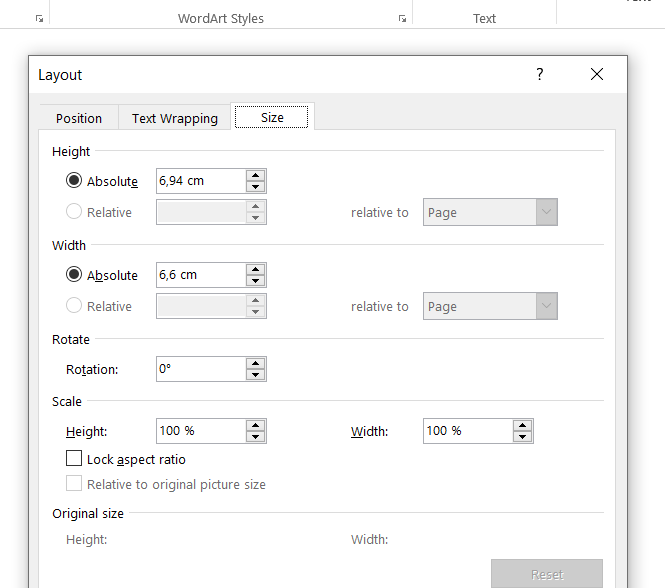 WordArt Styles Text
Layout ?
Position Text Wrapping Size
Height
Absolute 6,94 cm
Relative relative to Page
Width
Absolute 6,6 cm
Relative relative to Page
Rotate
Rotation: 0°
Scale
Height: 100 % Width: 100 %
Lock aspect ratio
Relative to original picture size
Original size
Height: Width:
Reset